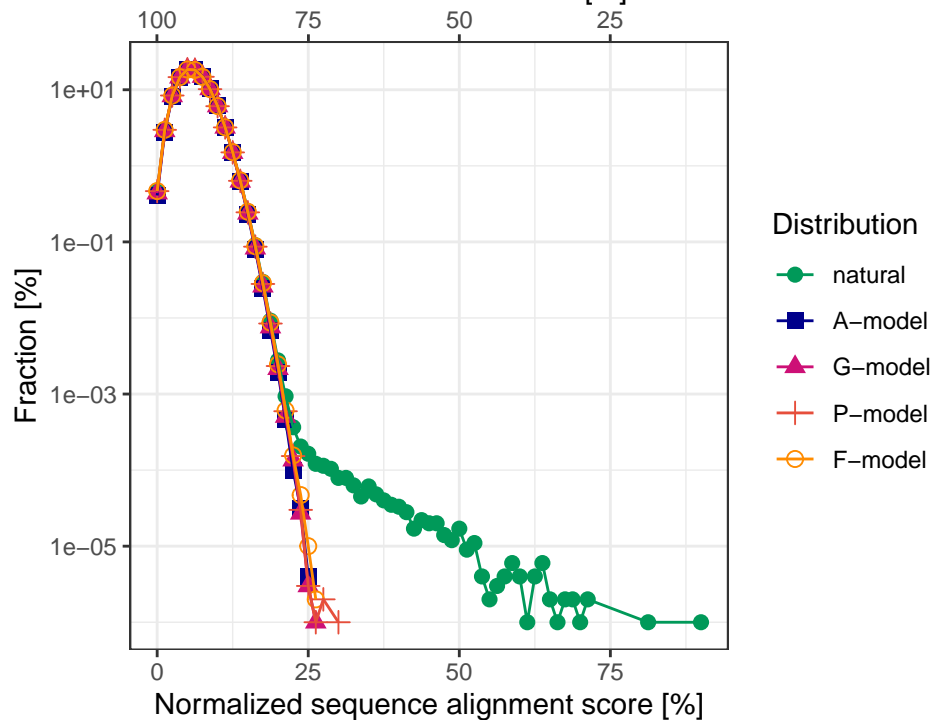 100 75 50 25
Fraction [%]
1e+01
1e−01
1e−03
1e−05
0 25 50 75
Normalized sequence alignment score [%]
Distribution
natural
A−model
G−model
P−model
F−model